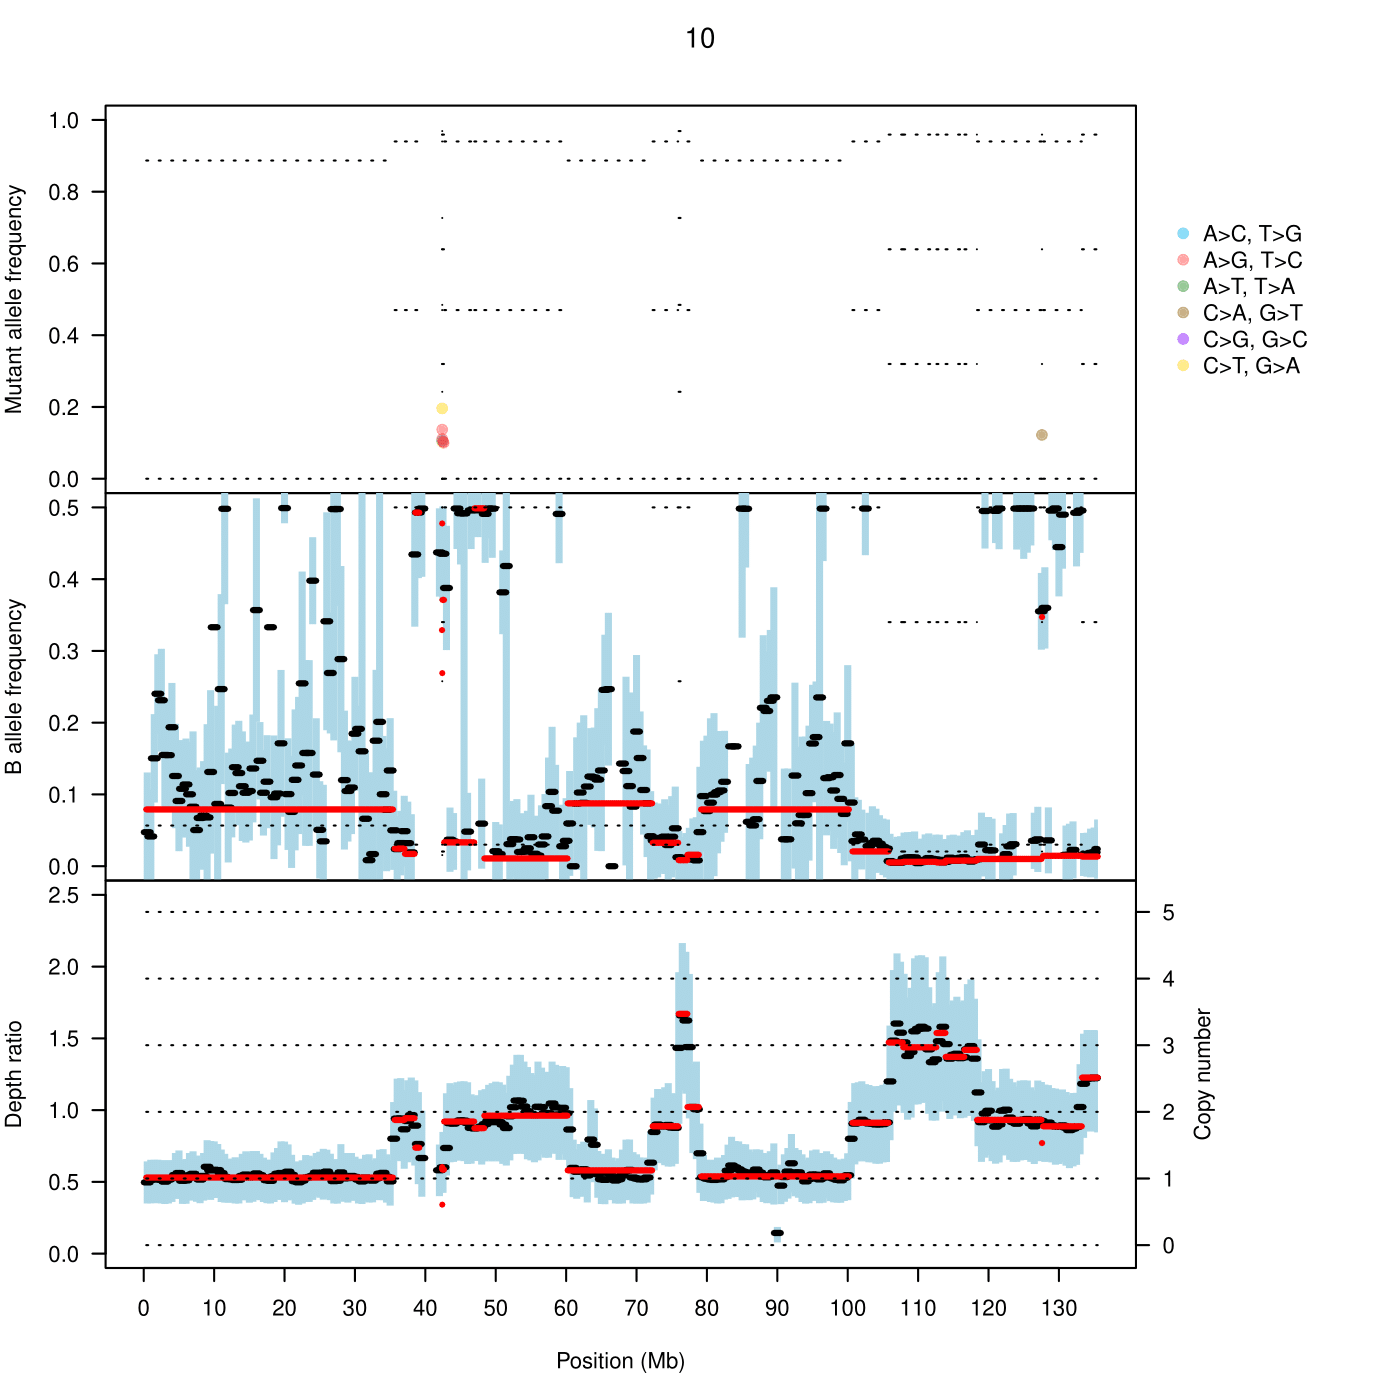 10
Mutant allele frequency
1.0
0.8
0.6
0.4
0.2
0.0
A>C, T>G
A>G, T>C
A>T, T>A
C>A, G>T
C>G, G>C
C>T, G>A
B allele frequency
0.5
0.4
0.3
0.2
0.1
0.0
Depth ratio
2.5
2.0
1.5
1.0
0.5
0.0
Copy number
5
4
3
2
1
0
0 10 20 30 40 50 60 70 80 90 100 110 120 130
Position (Mb)